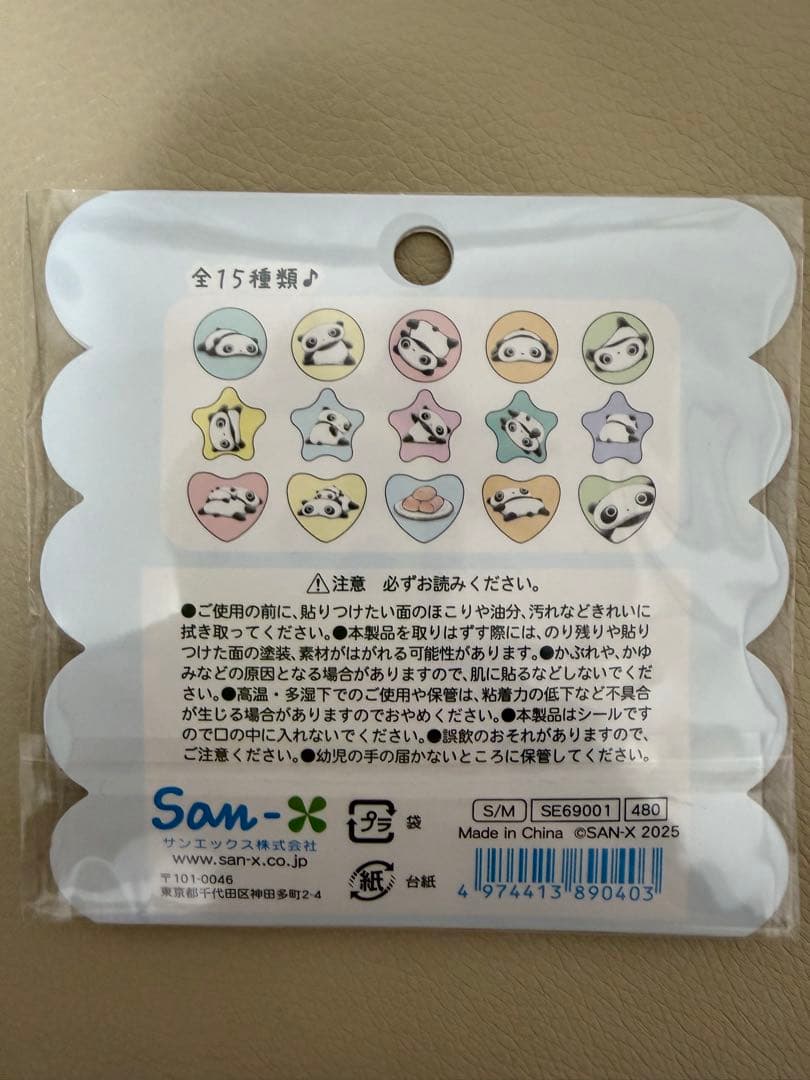 全15種類♪
⚠注意 必ずお読みください。
●ご使用の前に、貼りつけたい面のほこりや油分、汚れなどきれいに
拭き取ってください。●本製品を取りはずす際には、のり残りや貼り
つけた面の塗装、素材がはがれる可能性があります。●かぶれや、かゆ
みなどの原因となる場合がありますので、肌に貼るなどしないでくだ
さい。●高温・多湿下でのご使用や保管は、粘着力の低下など不具合
が生じる場合がありますのでおやめください。●本製品はシールです
ので口の中に入れないでください。●誤飲のおそれがありますので、
ご注意ください。●幼児の手の届かないところに保管してください。
San-X
サンエックス株式会社
www.san-x.co.jp
〒101-0046
東京都千代田区神田多町2-4
プラ 袋
紙 台紙
S/M SE69001 480
Made in China ©SAN-X 2025
4 974413 890403